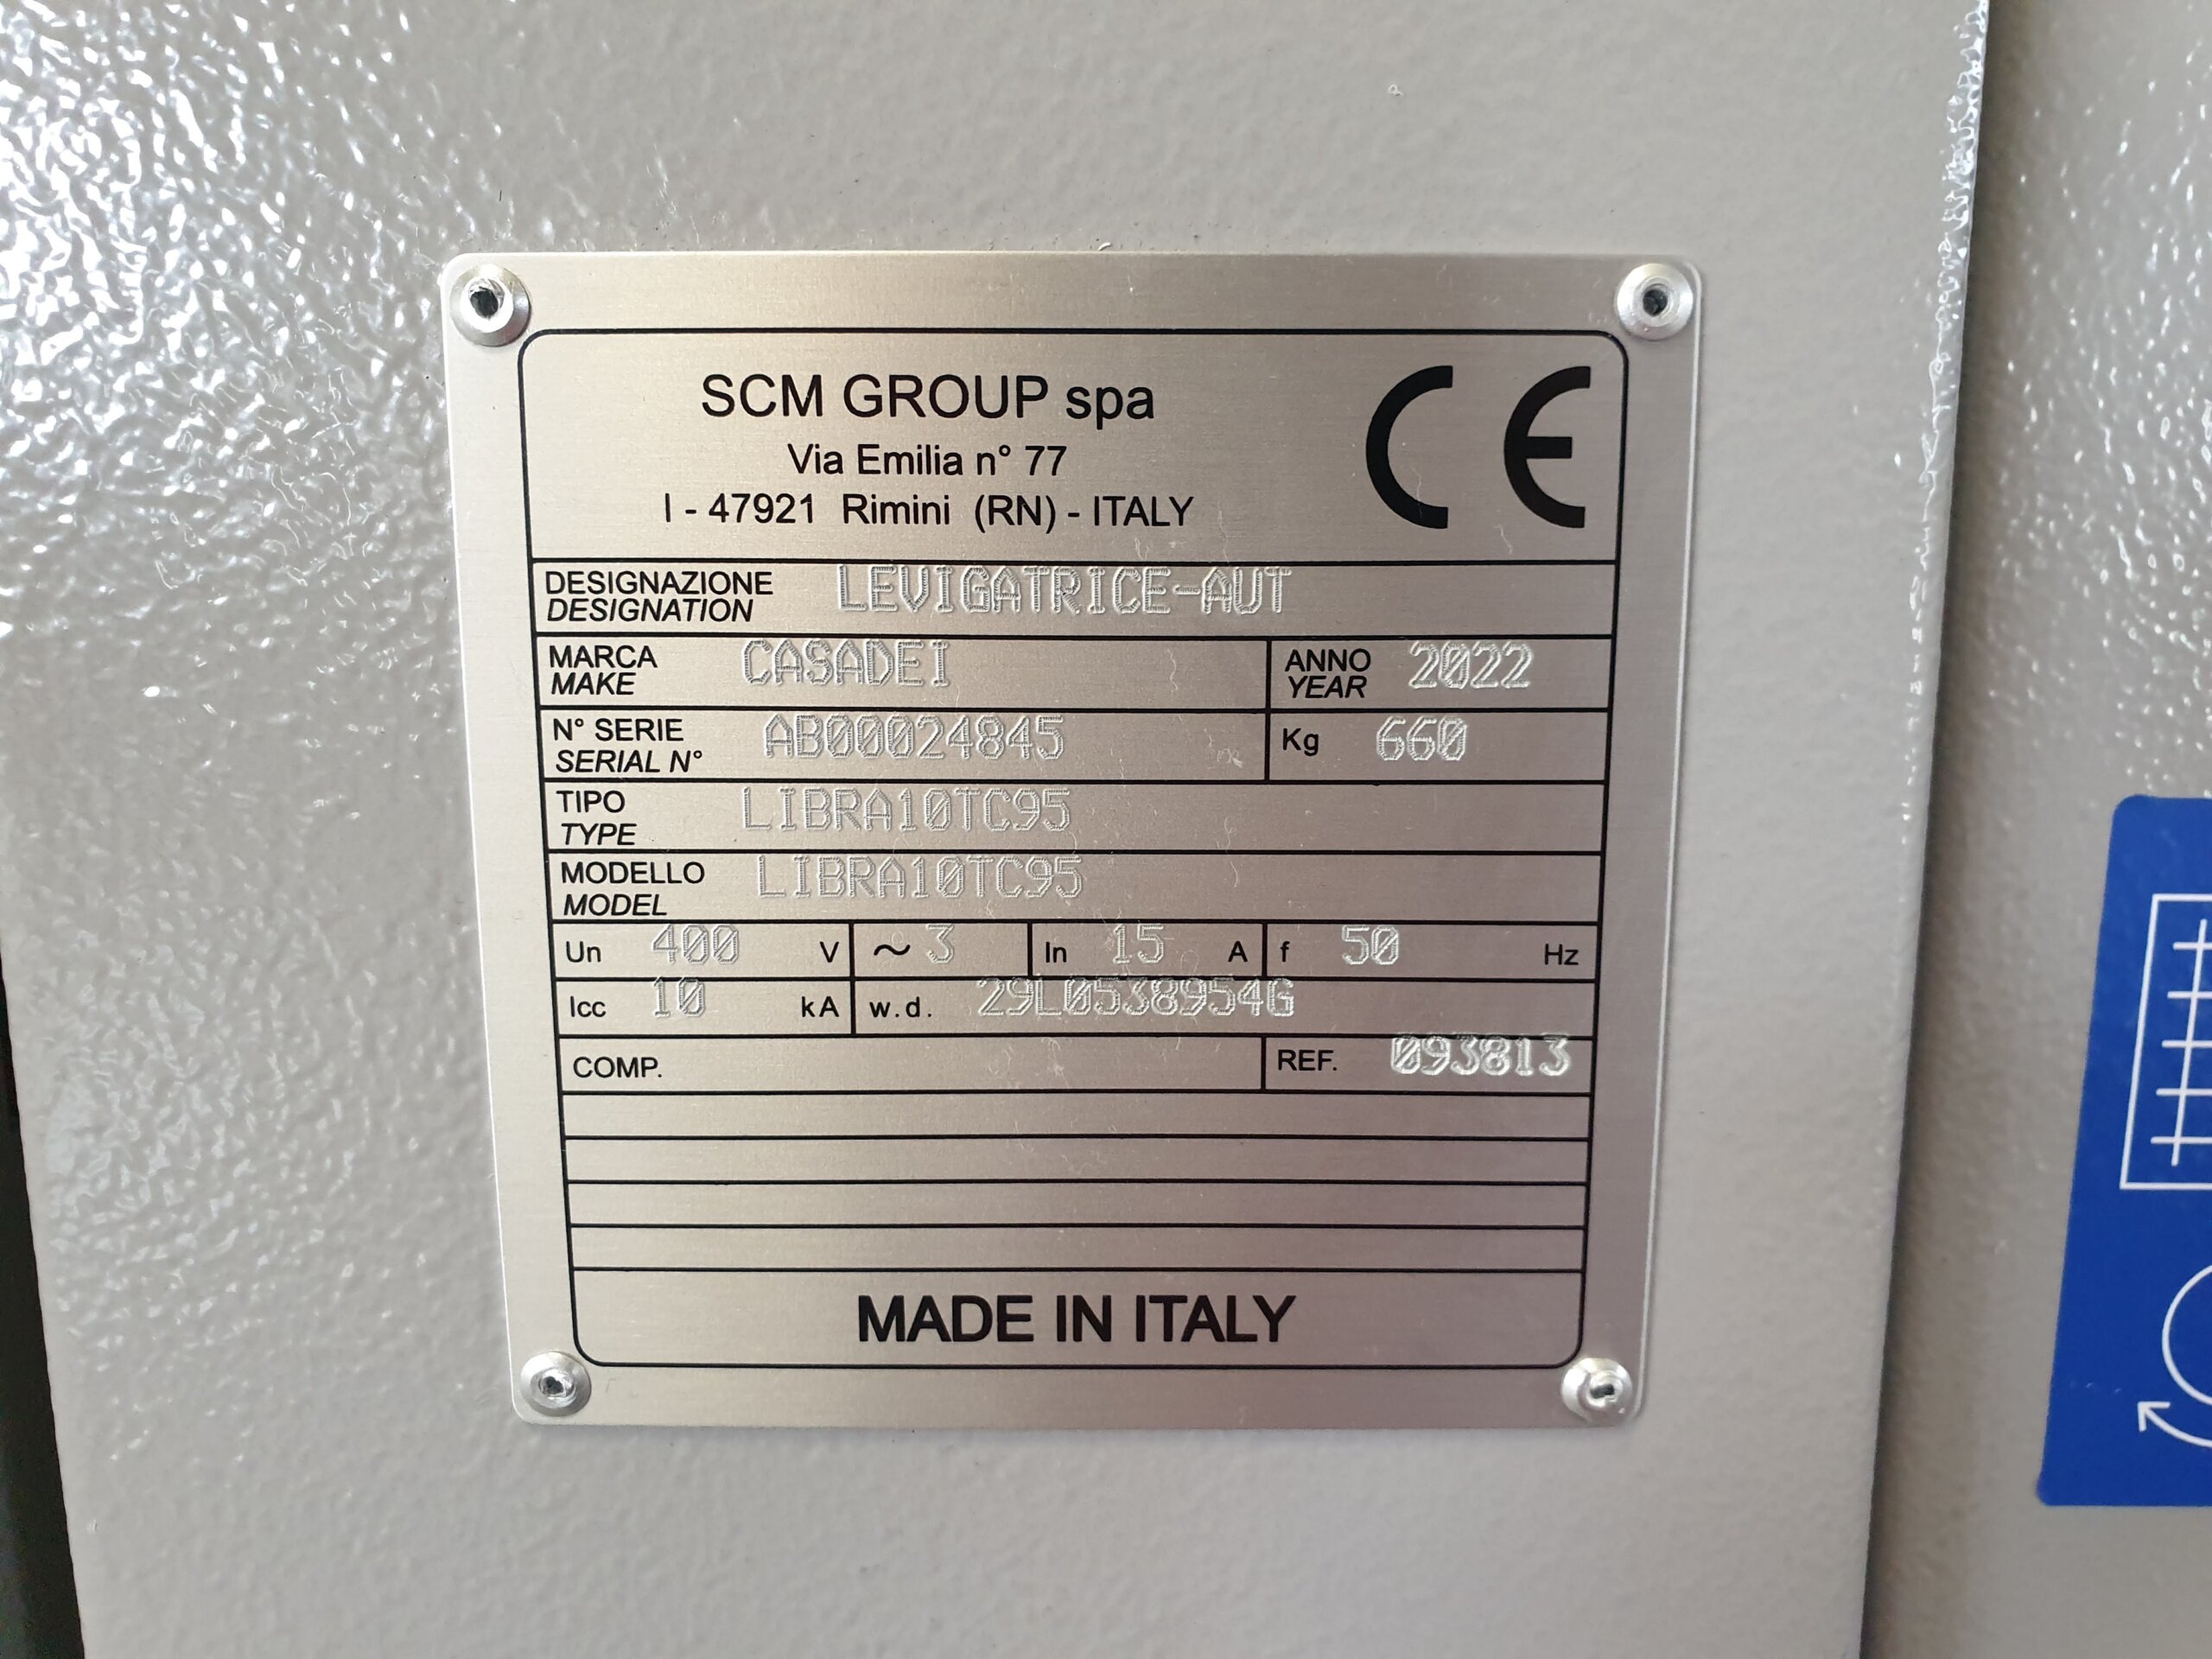 SCM GROUP spa
Via Emilia n° 77
I - 47921 Rimini (RN) - ITALY
CE
DESIGNAZIONE LEVIGATRICE-AUT
DESIGNATION
MARCA CASADEI ANNO 2022
MAKE YEAR
N° SERIE AB00024845 Kg 660
SERIAL N°
TIPO LIBRA10TC95
TYPE
MODELLO LIBRA10TC95
MODEL
Un 400 V ~ 3 In 15 A f 50 Hz
Icc 10 kA w.d. 29L0538954G
COMP. REF. 093813
MADE IN ITALY